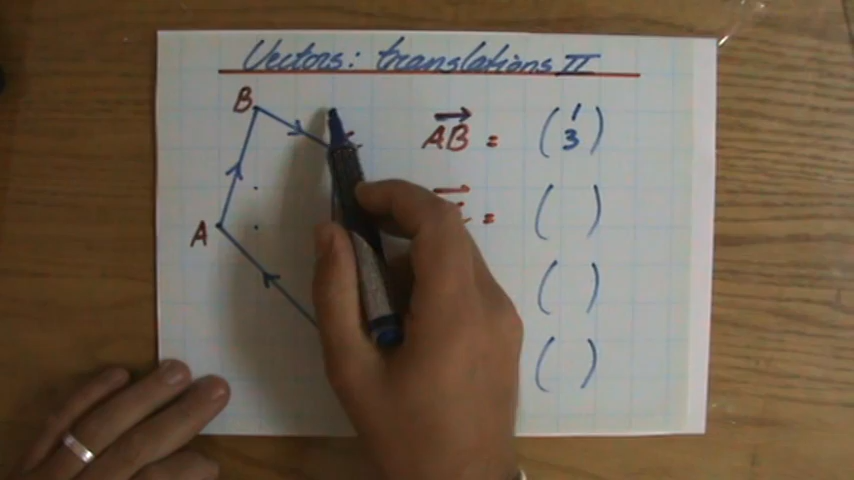 Vectors: translations II
B
AB = (1
3)
= ( )
A
( )
( )